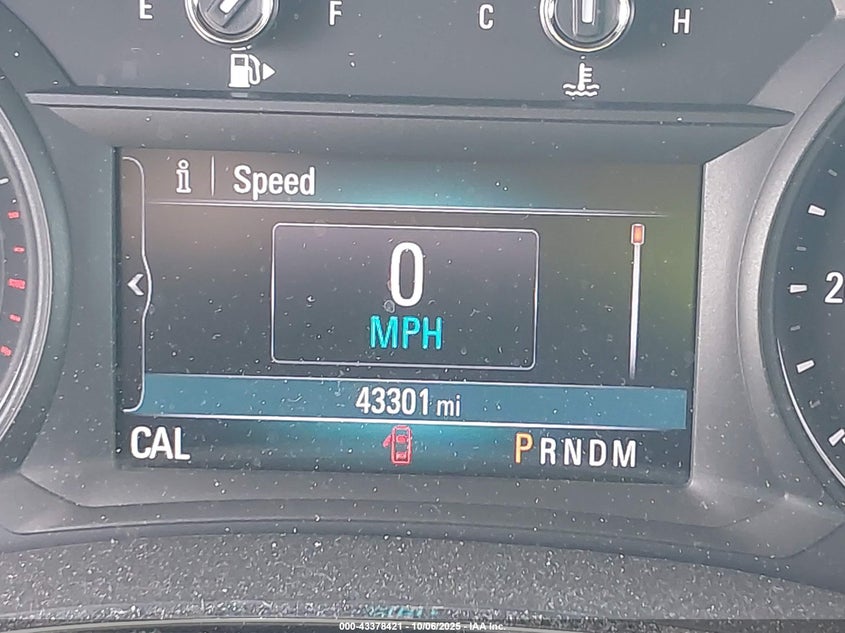 E F C H
i Speed
0
MPH
2
43301 mi
CAL PRNDM
000-43378421 - 10/06/2025 - IAA Inc.